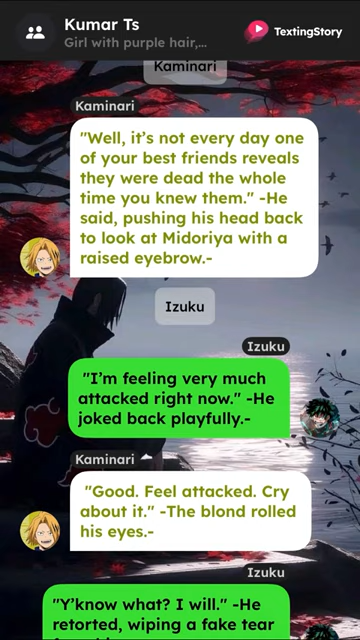 Kumar Ts
Girl with purple hair,...
TextingStory
Kaminari
Kaminari
"Well, it’s not every day one
of your best friends reveals
they were dead the whole
time you knew them." -He
said, pushing his head back
to look at Midoriya with a
raised eyebrow.-
Izuku
Izuku
"I’m feeling very much
attacked right now." -He
joked back playfully.-
Kaminari
"Good. Feel attacked. Cry
about it." -The blond rolled
his eyes.-
Izuku
"Y’know what? I will." -He
retorted, wiping a fake tear